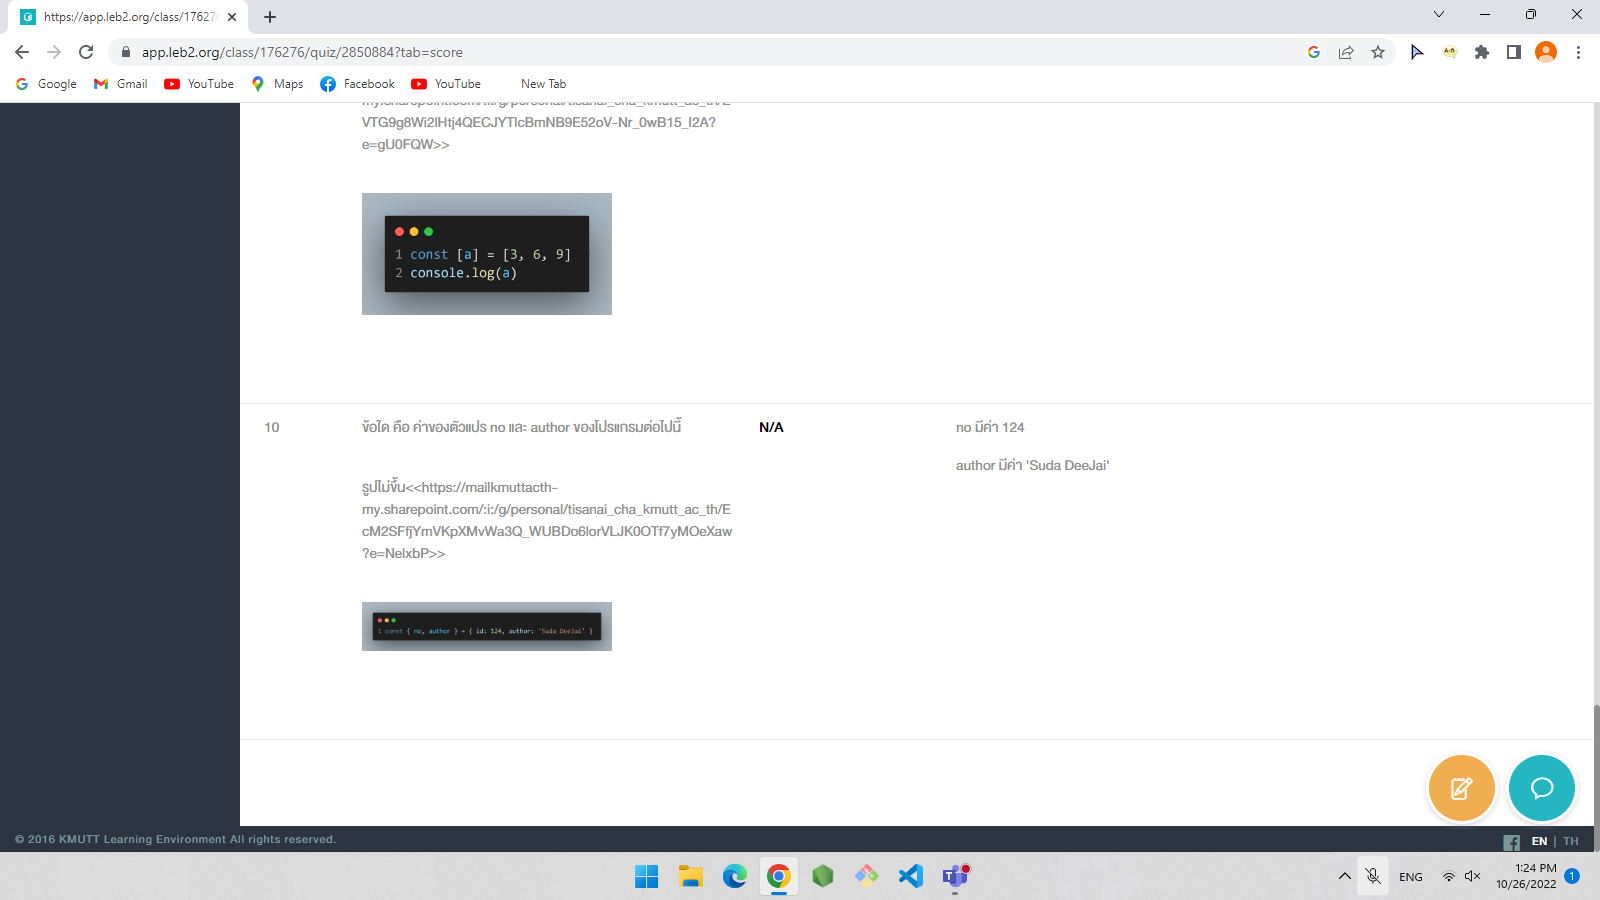 https://app.leb2.org/class/17627
app.leb2.org/class/176276/quiz/2850884?tab=score
Google
Gmail
YouTube
Maps
Facebook
YouTube
New Tab
VTG9g8Wi2lHtj4QECJYTlcBmNB9E52oV-Nr_0wB15_I2A?
e=gU0FQW>>
1 const [a] = [3, 6, 9]
2 console.log(a)
10
ข้อใด คือ ค่าของตัวแปร no และ author ของโปรแกรมต่อไปนี้
N/A
no มีค่า 124
author มีค่า 'Suda DeeJai'
รูปไม่ขึ้น<<https://mailkmuttacth-
my.sharepoint.com/:i:/g/personal/tisanai_cha_kmutt_ac_th/E
cM2SFfjYmVKpXMvWa3Q_WUBDo6lorVLJK0OTf7yMOeXaw
?e=NelxbP>>
1 const { no, author } = { id: 124, author: 'Suda DeeJai' }
© 2016 KMUTT Learning Environment All rights reserved.
EN | TH
ENG
1:24 PM
10/26/2022
1